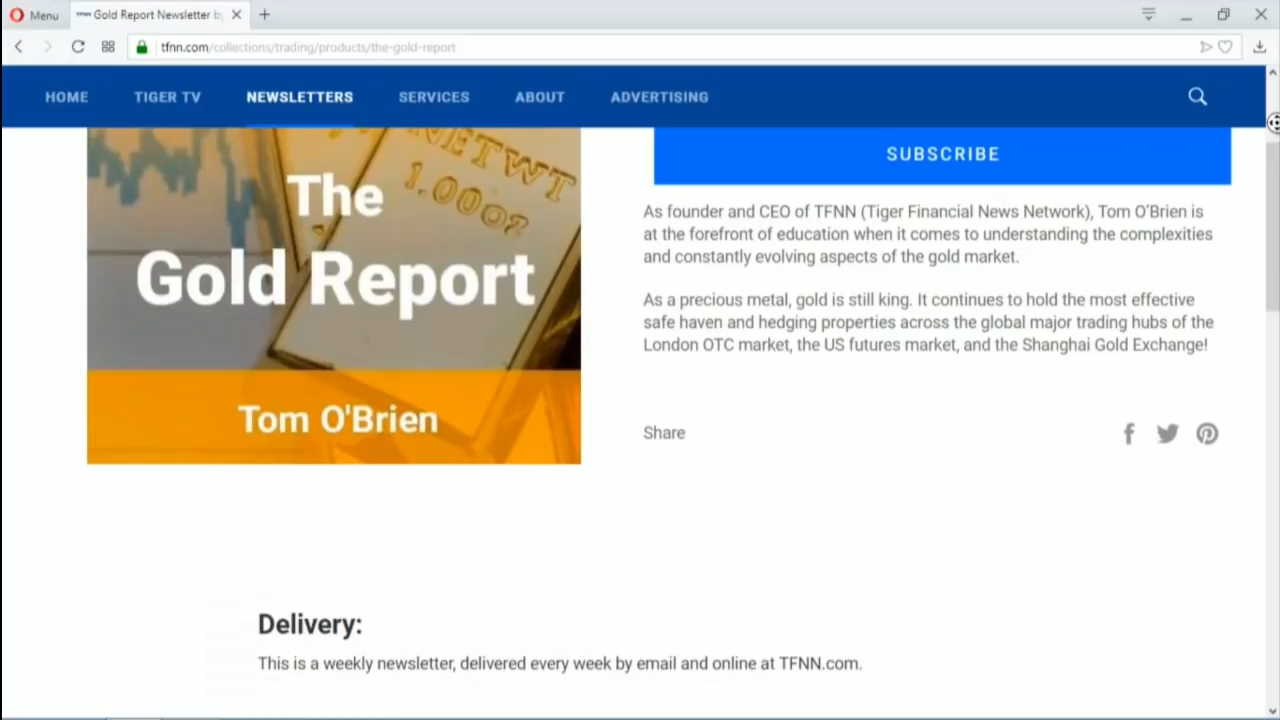 Menu
Gold Report Newsletter b
tfnn.com/collections/trading/products/the-gold-report
HOME
TIGER TV
NEWSLETTERS
SERVICES
ABOUT
ADVERTISING
NETWT
1.00OZ
The
Gold Report
Tom O'Brien
SUBSCRIBE
As founder and CEO of TFNN (Tiger Financial News Network), Tom O'Brien is
at the forefront of education when it comes to understanding the complexities
and constantly evolving aspects of the gold market.
As a precious metal, gold is still king. It continues to hold the most effective
safe haven and hedging properties across the global major trading hubs of the
London OTC market, the US futures market, and the Shanghai Gold Exchange!
Share
Delivery:
This is a weekly newsletter, delivered every week by email and online at TFNN.com.